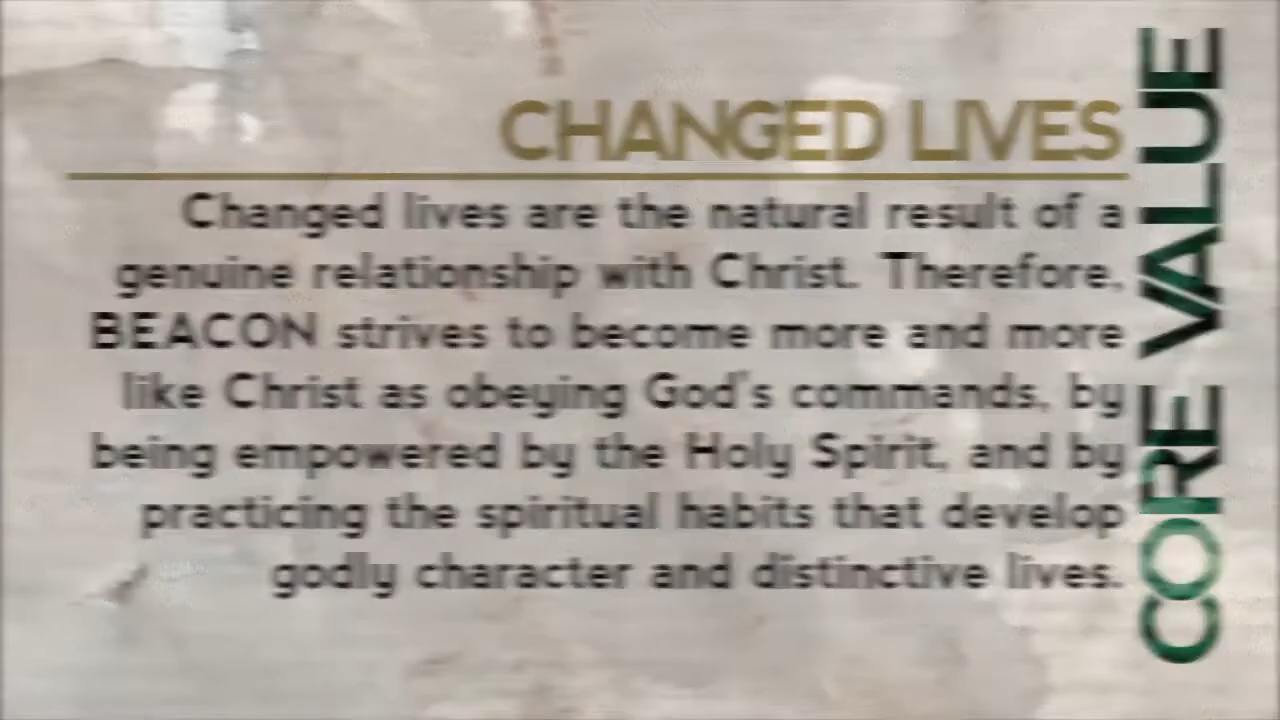 CHANGED LIVES
Changed lives are the natural result of a
genuine relationship with Christ. Therefore,
BEACON strives to become more and more
like Christ as obeying God's commands, by
being empowered by the Holy Spirit, and by
practicing the spiritual habits that develop
godly character and distinctive lives.
CORE VALUE